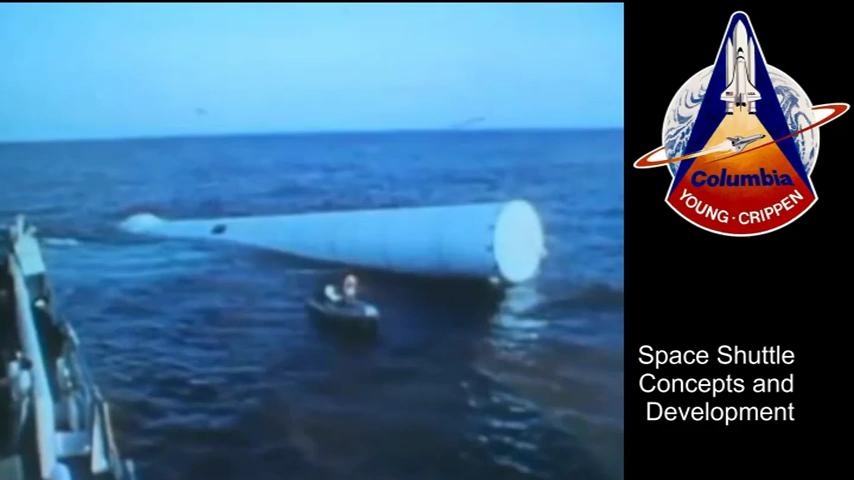 Columbia
YOUNG · CRIPPEN
Space Shuttle
Concepts and
Development